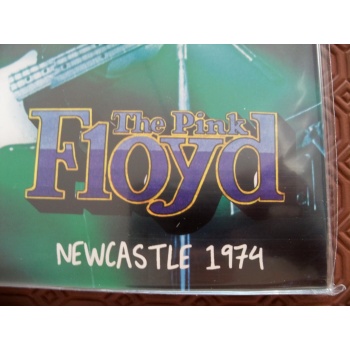 The Pink
Floyd
NEWCASTLE 1974